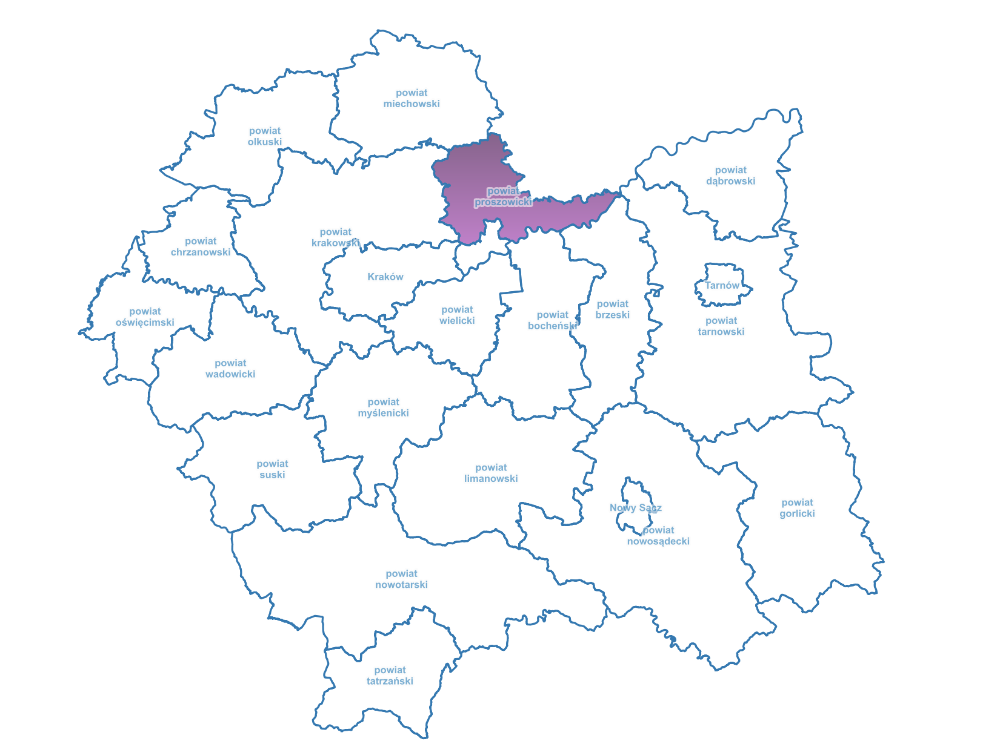 powiat
miechowski
powiat
olkuski
powiat
dąbrowski
powiat
proszowicki
powiat
krakowski
powiat
chrzanowski
Kraków
Tarnów
powiat
wielicki
powiat
brzeski
powiat
bocheński
powiat
oświęcimski
powiat
tarnowski
powiat
wadowicki
powiat
myślenicki
powiat
suski
powiat
limanowski
Nowy Sącz
powiat
gorlicki
powiat
nowosądecki
powiat
nowotarski
powiat
tatrzański